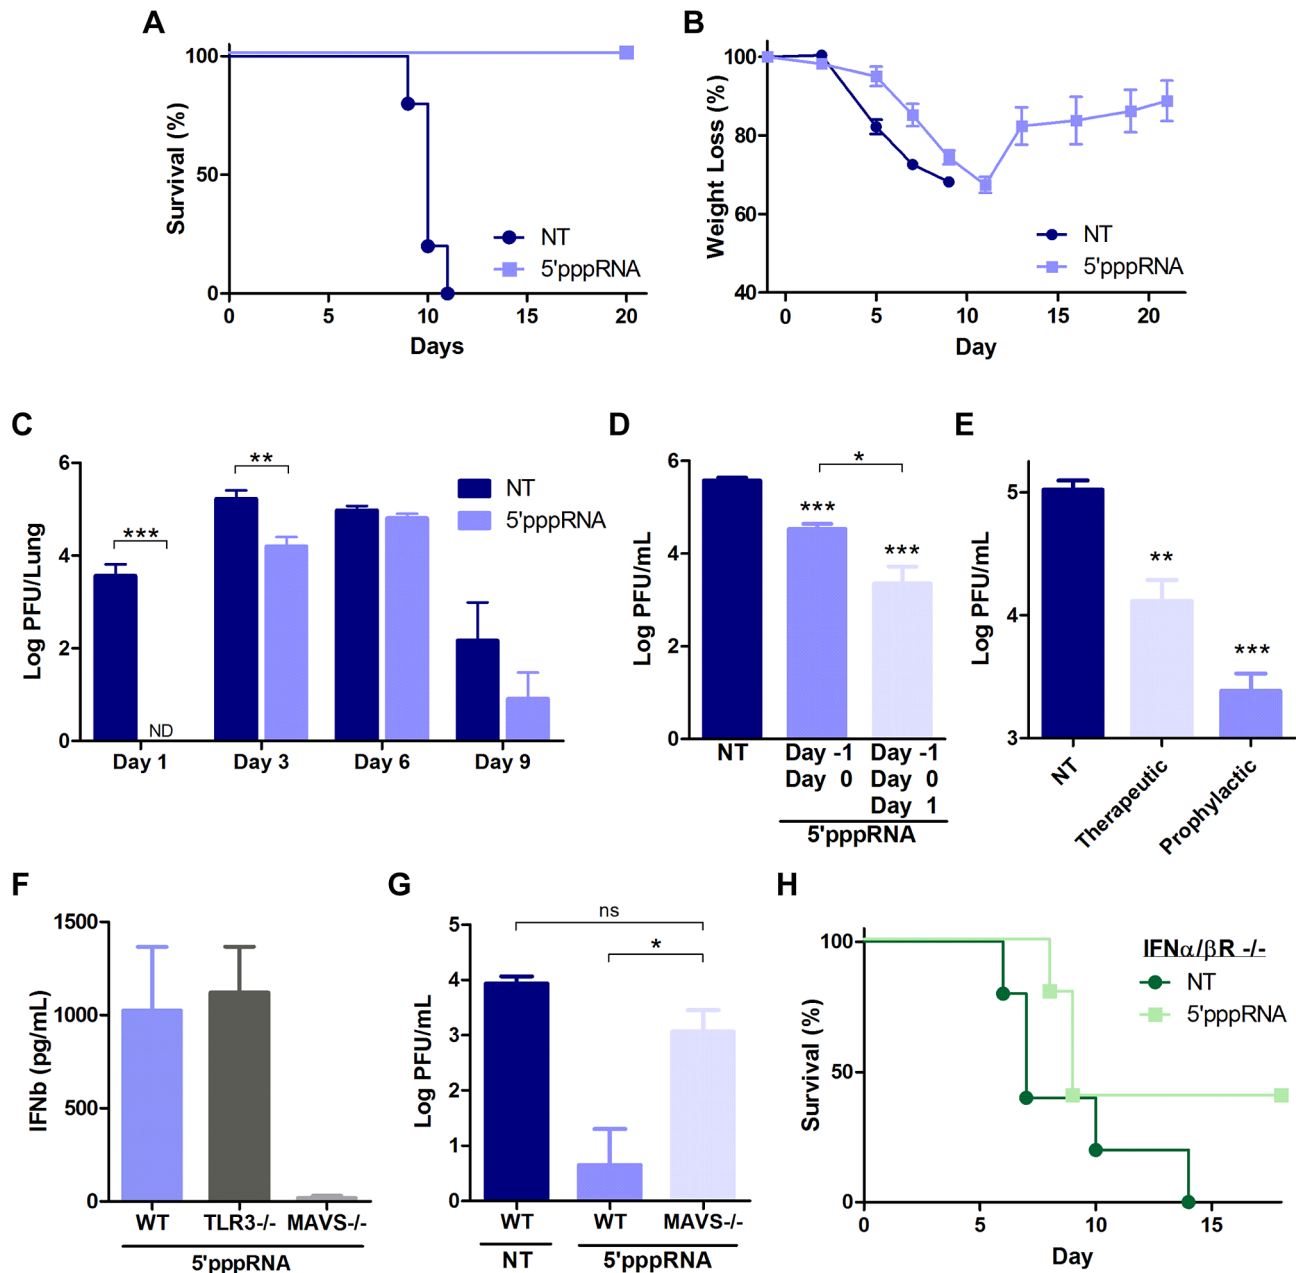 A
Survival (%)
100
50
0
0 5 10 15 20
Days
NT
5'pppRNA
B
Weight Loss (%)
100
80
60
40
0 5 10 15 20
Day
NT
5'pppRNA
C
Log PFU/Lung
6
4
2
0
***
ND
**
NT
5'pppRNA
Day 1 Day 3 Day 6 Day 9
D
Log PFU/mL
6
4
2
0
*
***
***
NT
Day -1
Day 0
Day -1
Day 0
Day 1
5'pppRNA
E
Log PFU/mL
5
4
3
**
***
NT
Therapeutic
Prophylactic
F
IFNb (pg/mL)
1500
1000
500
0
WT TLR3-/- MAVS-/-
5'pppRNA
G
Log PFU/mL
5
4
3
2
1
0
ns
*
WT WT MAVS-/-
NT 5'pppRNA
H
Survival (%)
100
50
0
0 5 10 15
Day
IFNα/βR -/-
NT
5'pppRNA